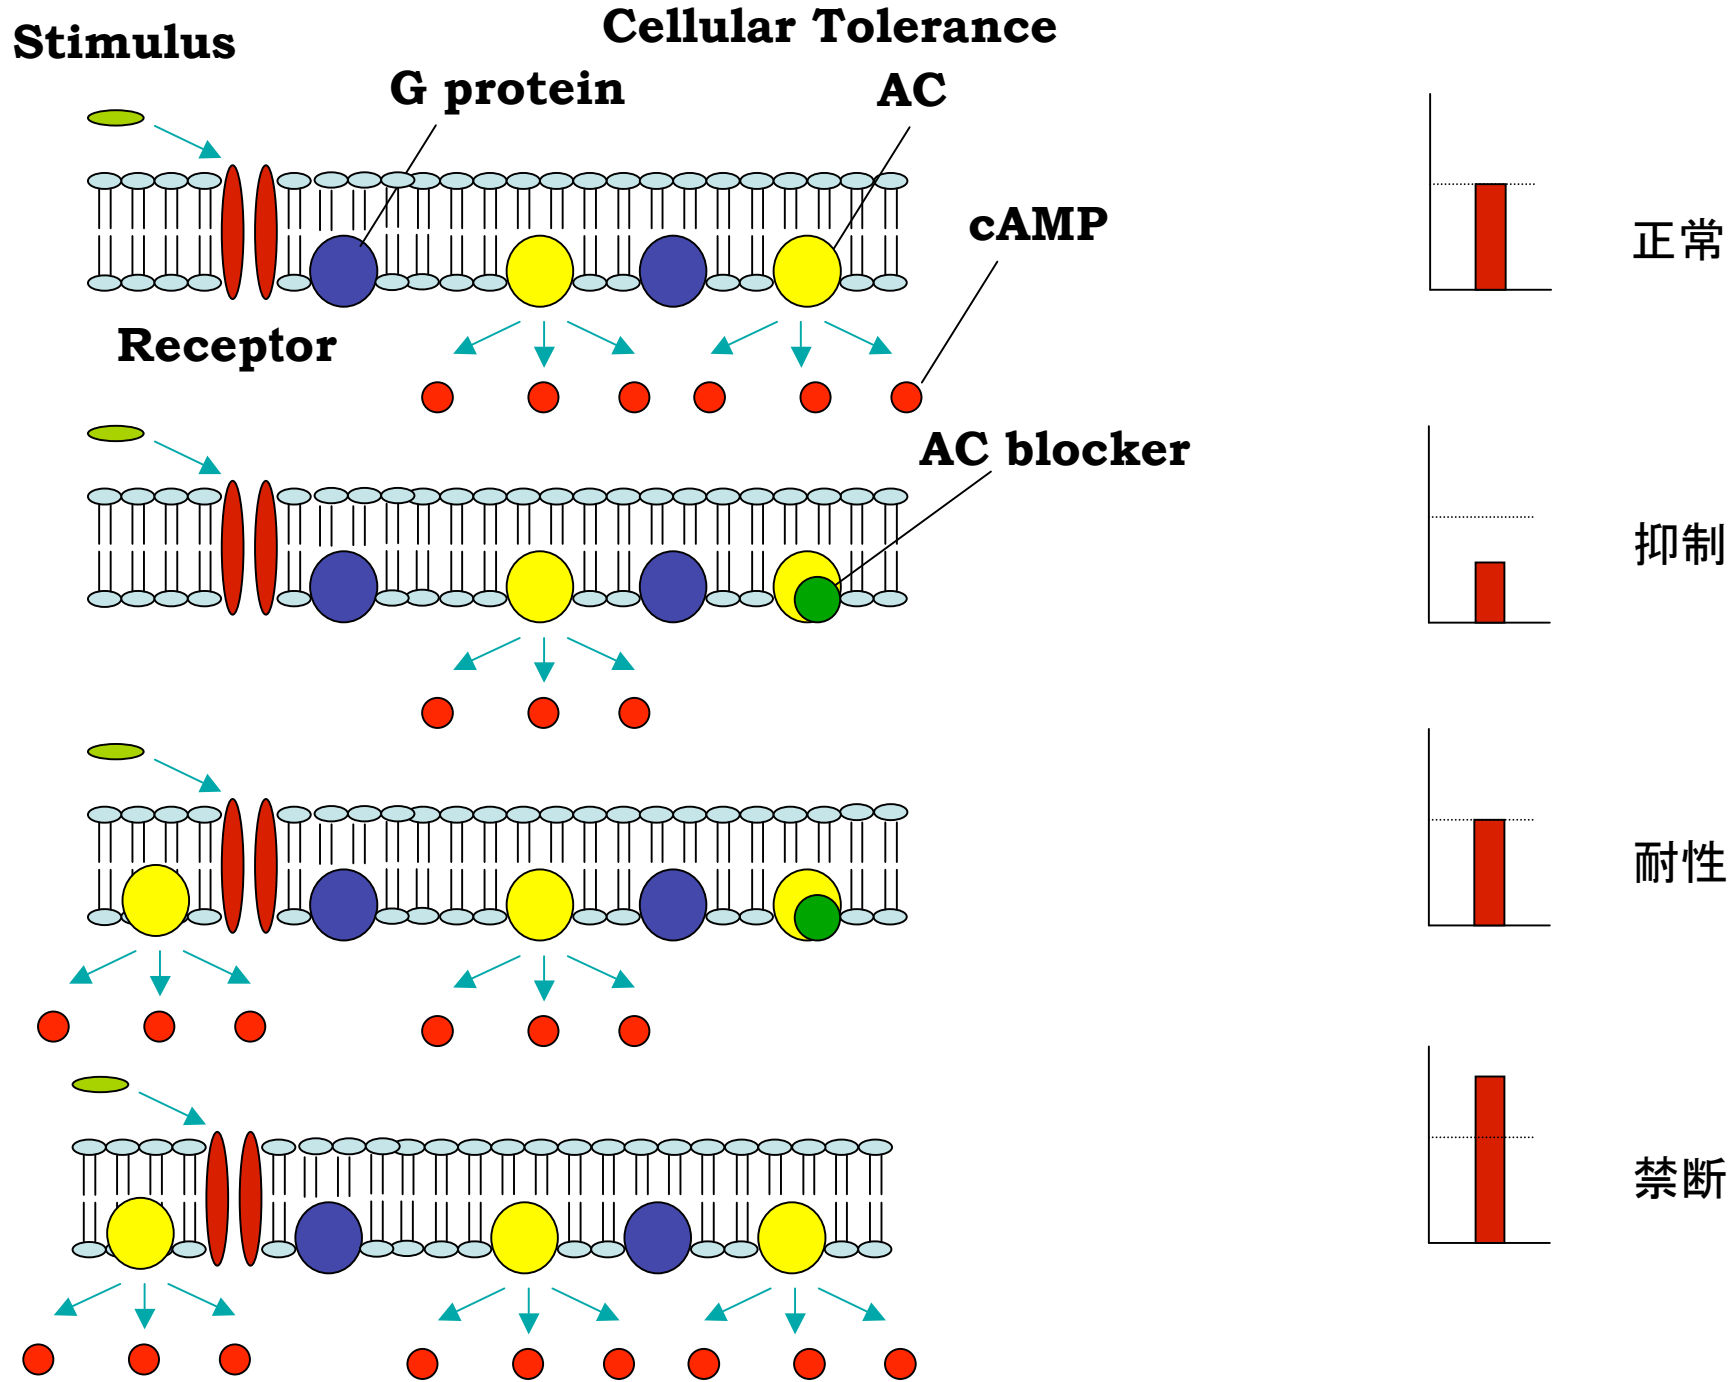 Cellular Tolerance
Stimulus
G protein
AC
cAMP
正常
Receptor
AC blocker
抑制
耐性
禁断